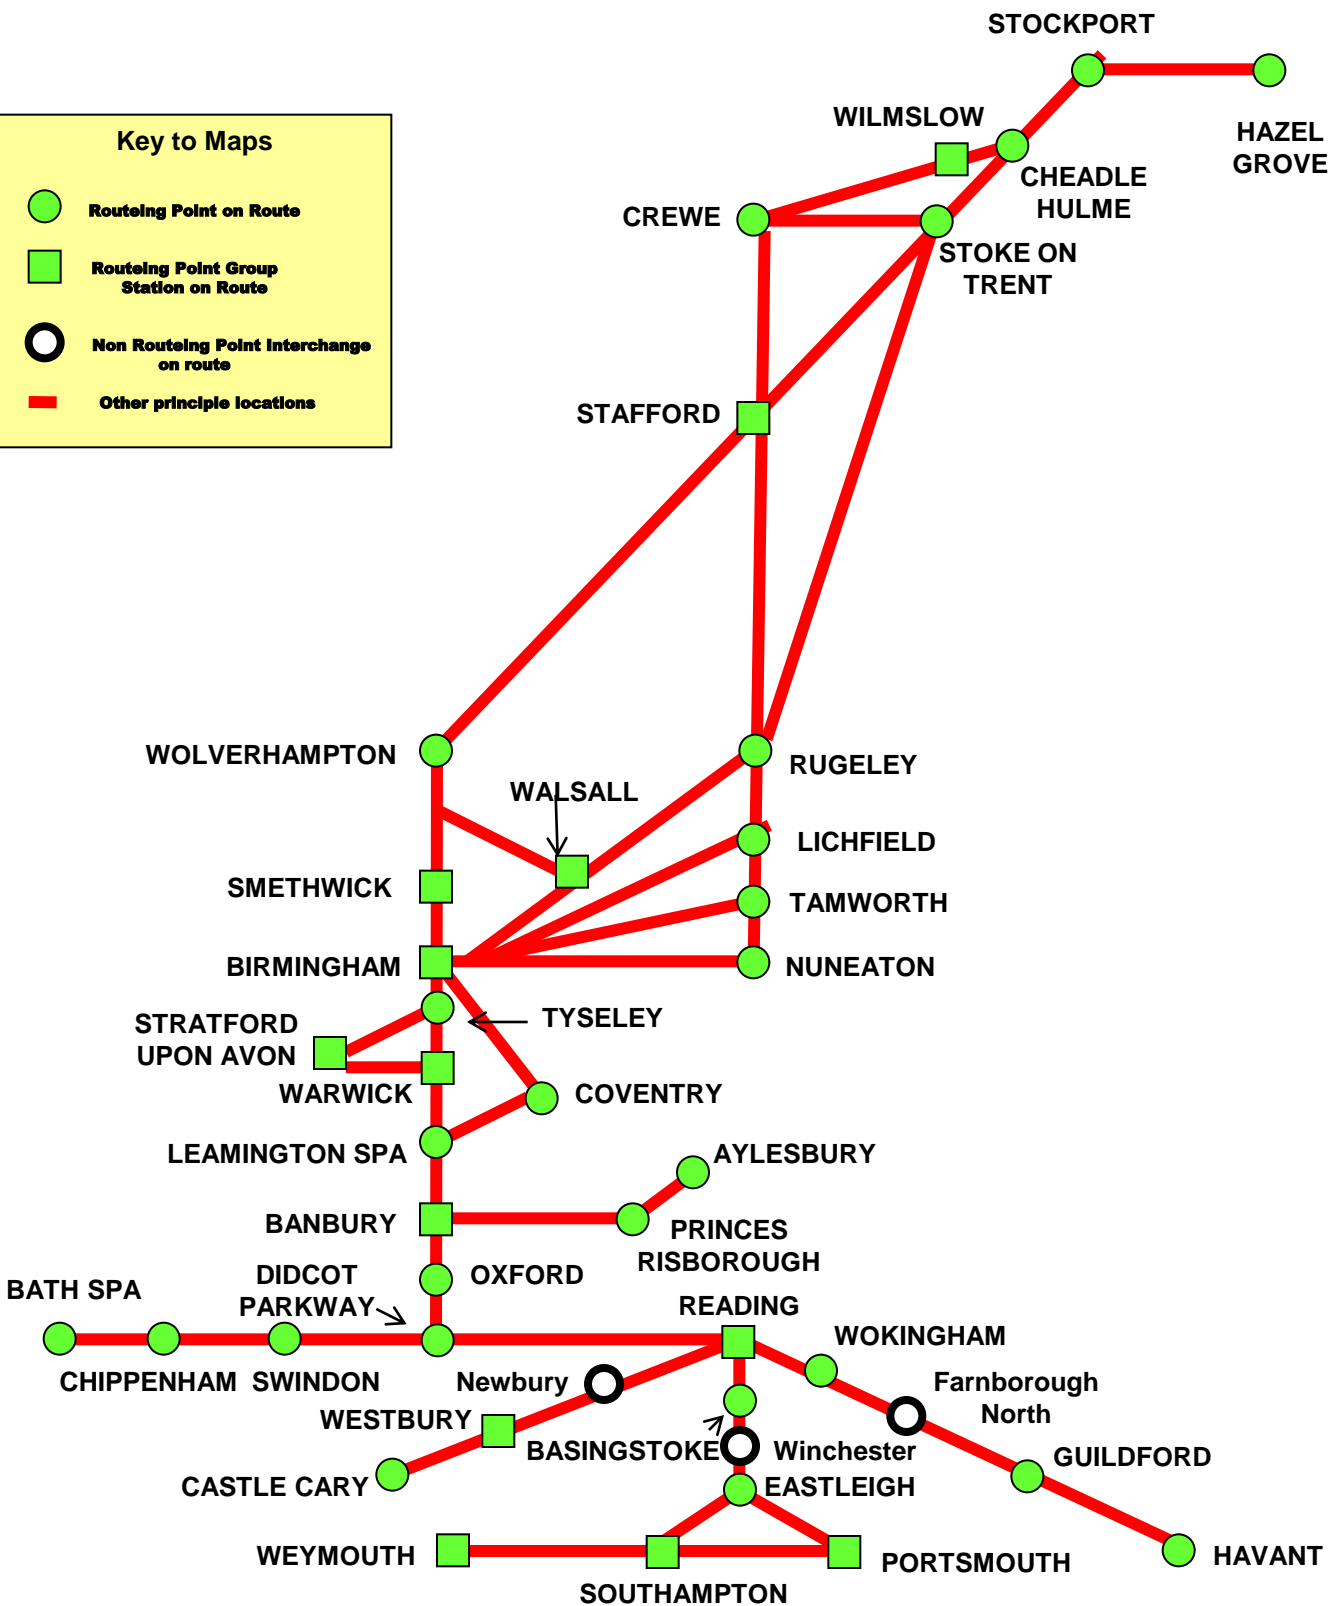 STOCKPORT
WILMSLOW
HAZEL
GROVE
Key to Maps
Routeing Point on Route
Routeing Point Group
Station on Route
Non Routeing Point Interchange
on route
Other principle locations
CHEADLE
HULME
CREWE
STOKE ON
TRENT
STAFFORD
WOLVERHAMPTON
RUGELEY
WALSALL
LICHFIELD
SMETHWICK
TAMWORTH
BIRMINGHAM
NUNEATON
STRATFORD
UPON AVON
TYSELEY
WARWICK
COVENTRY
LEAMINGTON SPA
AYLESBURY
BANBURY
PRINCES
RISBOROUGH
BATH SPA
DIDCOT
PARKWAY
OXFORD
READING
WOKINGHAM
CHIPPENHAM
SWINDON
Newbury
Farnborough
North
WESTBURY
BASINGSTOKE
Winchester
GUILDFORD
CASTLE CARY
EASTLEIGH
WEYMOUTH
PORTSMOUTH
HAVANT
SOUTHAMPTON